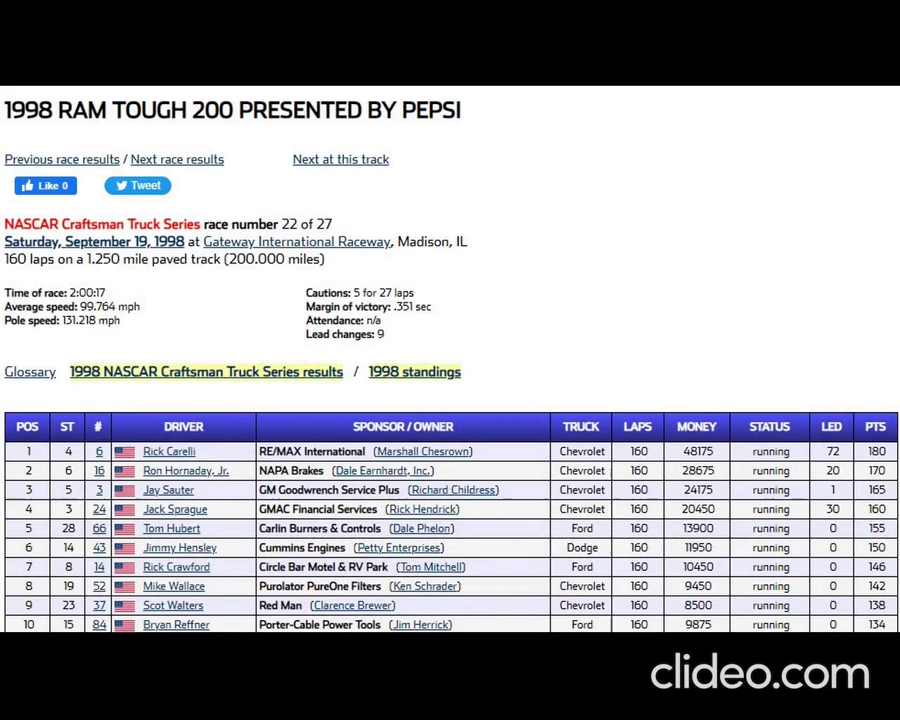 1998 RAM TOUGH 200 PRESENTED BY PEPSI
Previous race results / Next race results Next at this track
Like 0 Tweet
NASCAR Craftsman Truck Series race number 22 of 27
Saturday, September 19, 1998 at Gateway International Raceway, Madison, IL
160 laps on a 1.250 mile paved track (200.000 miles)
Time of race: 2:00:17 Cautions: 5 for 27 laps
Average speed: 99.764 mph Margin of victory: .351 sec
Pole speed: 131.218 mph Attendance: n/a
Lead changes: 9
Glossary 1998 NASCAR Craftsman Truck Series results / 1998 standings
POS ST # DRIVER SPONSOR / OWNER TRUCK LAPS MONEY STATUS LED PTS
1 4 6 Rick Carelli RE/MAX International (Marshall Chesrown) Chevrolet 160 48175 running 72 180
2 6 16 Ron Hornaday, Jr. NAPA Brakes (Dale Earnhardt, Inc.) Chevrolet 160 28675 running 20 170
3 5 3 Jay Sauter GM Goodwrench Service Plus (Richard Childress) Chevrolet 160 24175 running 1 165
4 3 24 Jack Sprague GMAC Financial Services (Rick Hendrick) Chevrolet 160 20450 running 30 160
5 28 66 Tom Hubert Carlin Burners & Controls (Dale Phelon) Ford 160 13900 running 0 155
6 14 43 Jimmy Hensley Cummins Engines (Petty Enterprises) Dodge 160 11950 running 0 150
7 8 14 Rick Crawford Circle Bar Motel & RV Park (Tom Mitchell) Ford 160 10450 running 0 146
8 19 52 Mike Wallace Purolator PureOne Filters (Ken Schrader) Chevrolet 160 9450 running 0 142
9 23 37 Scot Walters Red Man (Clarence Brewer) Chevrolet 160 8500 running 0 138
10 15 84 Bryan Reffner Porter-Cable Power Tools (Jim Herrick) Ford 160 9875 running 0 134
clideo.com